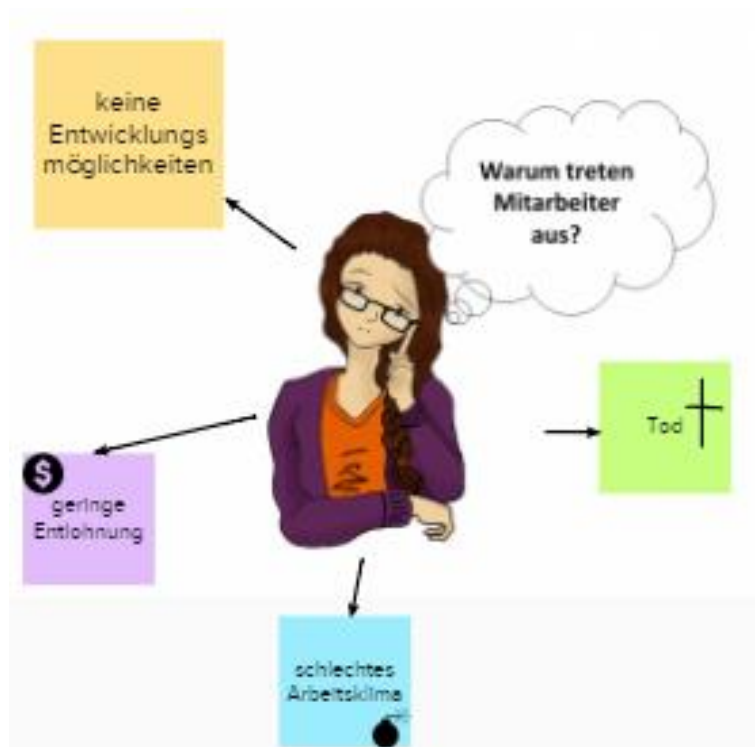 keine
Entwicklungs
möglichkeiten
Warum treten
Mitarbeiter
aus?
Tod
$
geringe
Entlohnung
schlechtes
Arbeitsklima